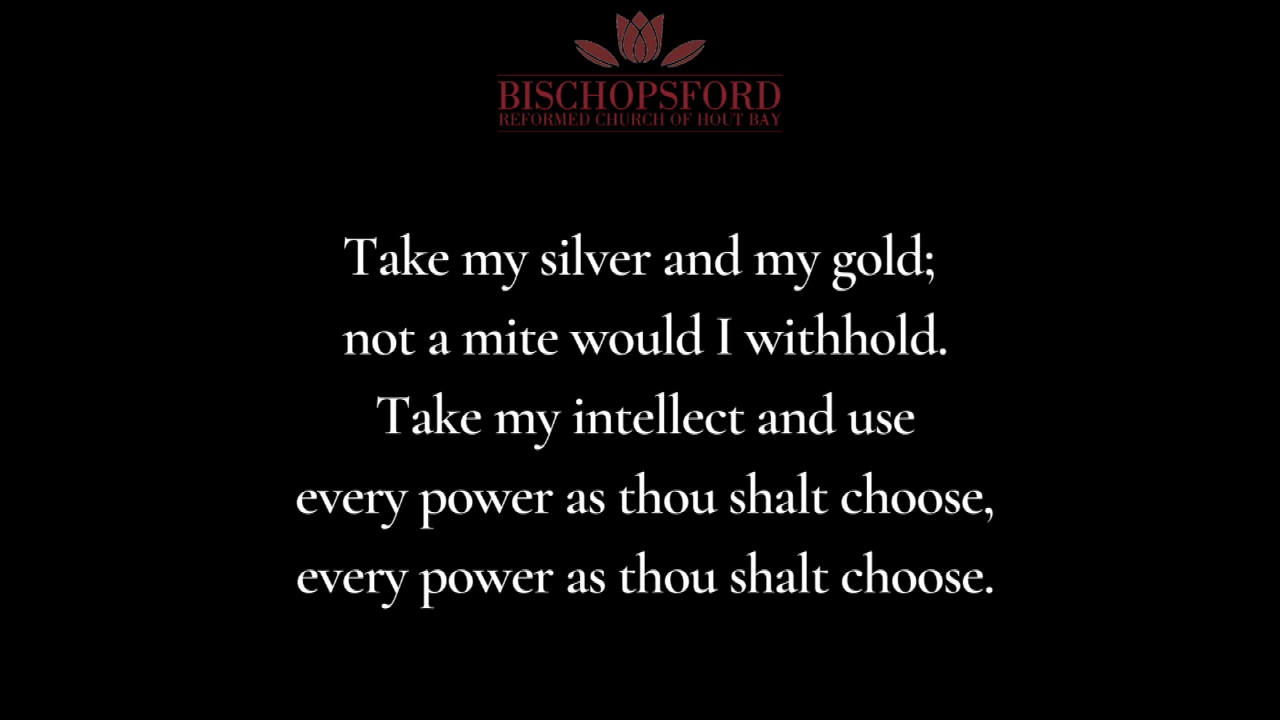 BISCHOPSFORD
REFORMED CHURCH OF HOUT BAY
Take my silver and my gold;
not a mite would I withhold.
Take my intellect and use
every power as thou shalt choose,
every power as thou shalt choose.